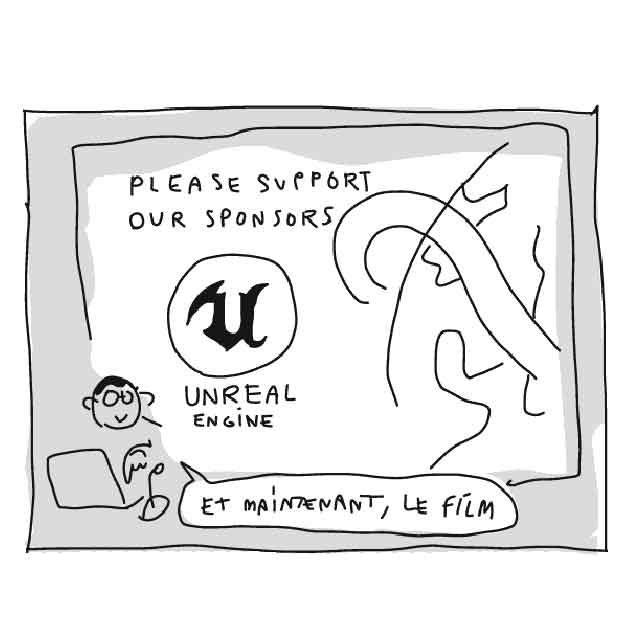 PLEASE SUPPORT
OUR SPONSORS
UNREAL
ENGINE
ET MAINTENANT, LE FILM